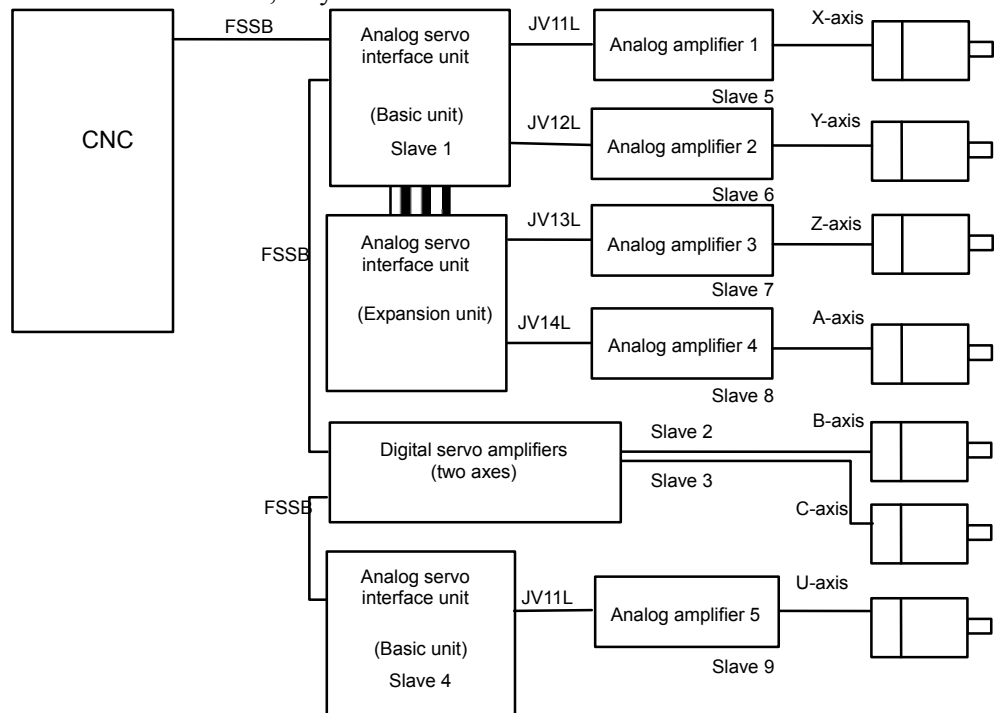 FSSB
CNC
Analog servo
interface unit
(Basic unit)
Slave 1
JV11L
Analog amplifier 1
X-axis
Slave 5
JV12L
Analog amplifier 2
Y-axis
Slave 6
FSSB
Analog servo
interface unit
(Expansion unit)
JV13L
Analog amplifier 3
Z-axis
Slave 7
JV14L
Analog amplifier 4
A-axis
Slave 8
Digital servo amplifiers
(two axes)
Slave 2
B-axis
Slave 3
C-axis
FSSB
Analog servo
interface unit
(Basic unit)
Slave 4
JV11L
Analog amplifier 5
U-axis
Slave 9